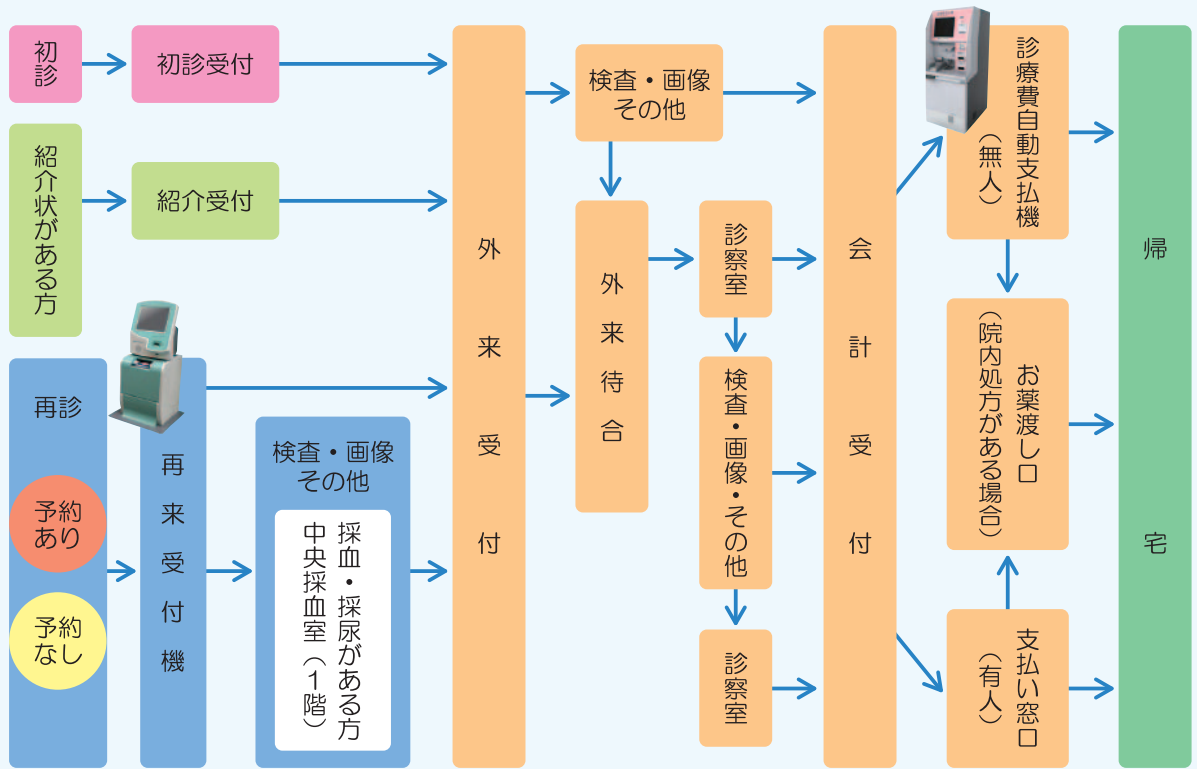 初診
初診受付
紹介状がある方
紹介受付
再診
予約
あり
予約
なし
再来受付機
検査・画像
その他
採血・採尿がある方
中央採血室（1階）
外来受付
検査・画像
その他
外来待合
診察室
検査・画像・その他
診察室
会計受付
診療費自動支払機
（無人）
お薬渡し口
（院内処方がある場合）
支払い窓口
（有人）
帰宅